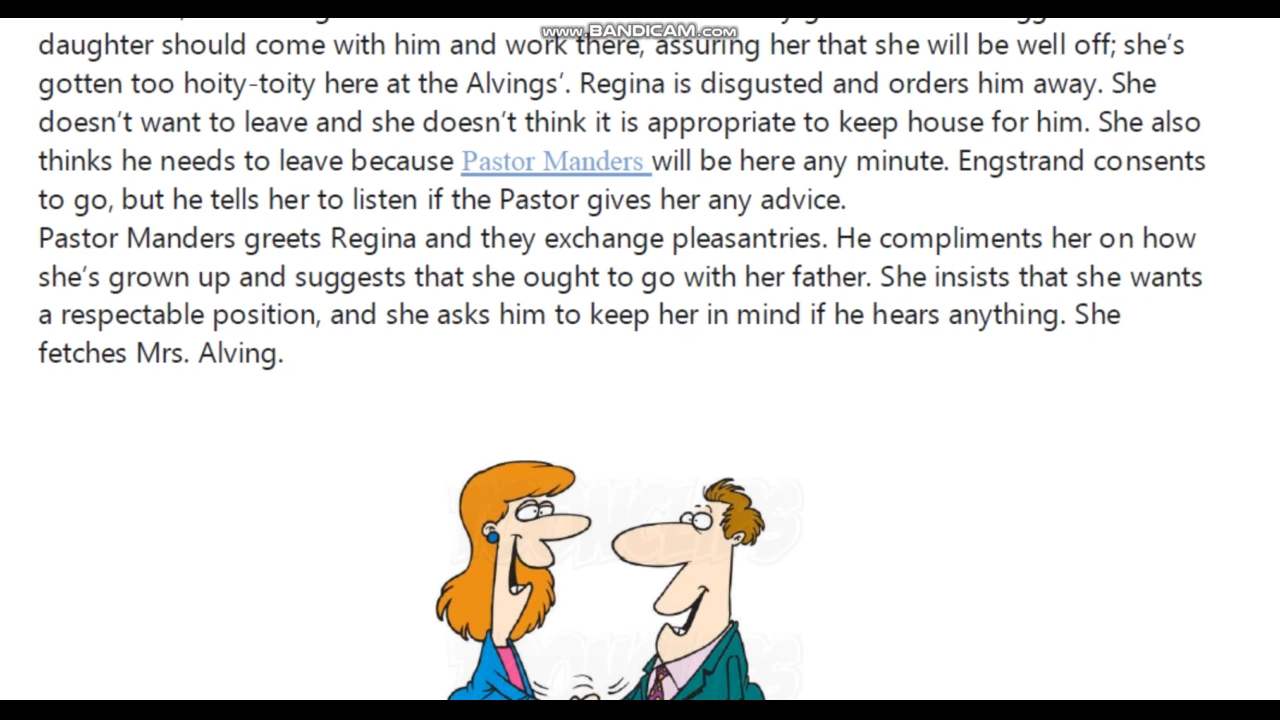 www.BANDICAM.com
daughter should come with him and work there, assuring her that she will be well off; she’s
gotten too hoity-toity here at the Alvings’. Regina is disgusted and orders him away. She
doesn’t want to leave and she doesn’t think it is appropriate to keep house for him. She also
thinks he needs to leave because Pastor Manders will be here any minute. Engstrand consents
to go, but he tells her to listen if the Pastor gives her any advice.
Pastor Manders greets Regina and they exchange pleasantries. He compliments her on how
she’s grown up and suggests that she ought to go with her father. She insists that she wants
a respectable position, and she asks him to keep her in mind if he hears anything. She
fetches Mrs. Alving.